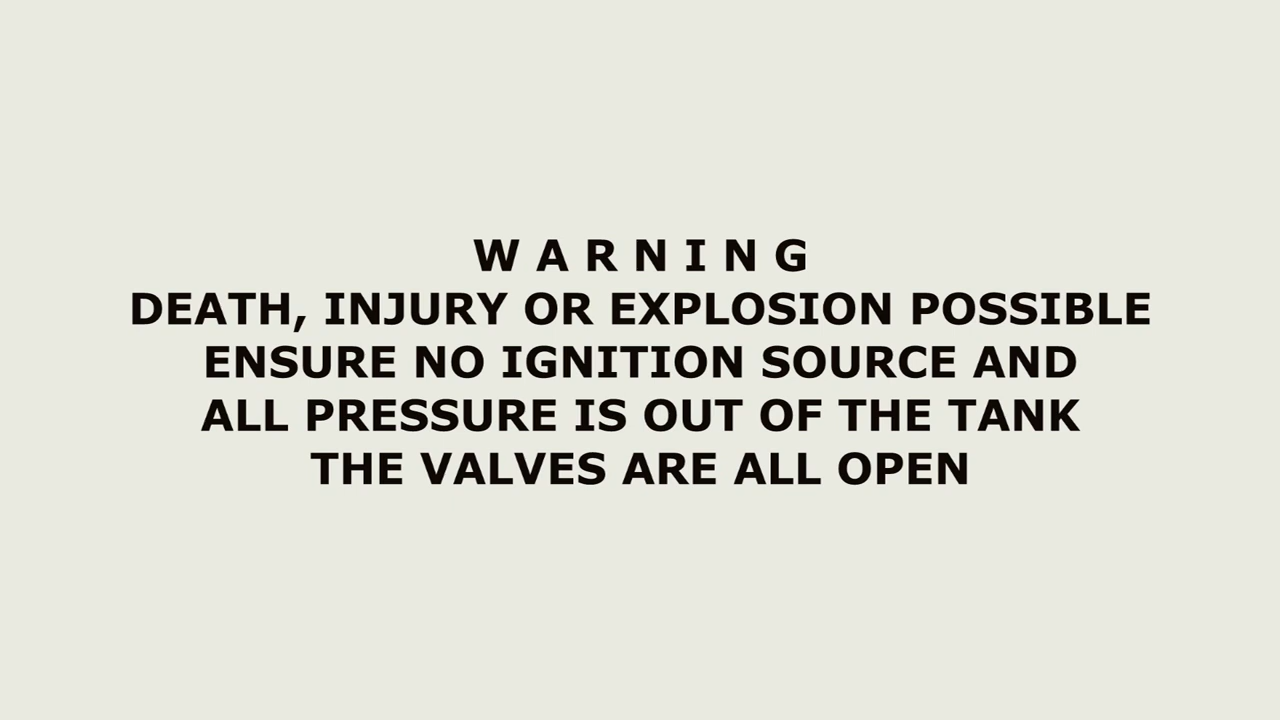 W A R N I N G
DEATH, INJURY OR EXPLOSION POSSIBLE
ENSURE NO IGNITION SOURCE AND
ALL PRESSURE IS OUT OF THE TANK
THE VALVES ARE ALL OPEN